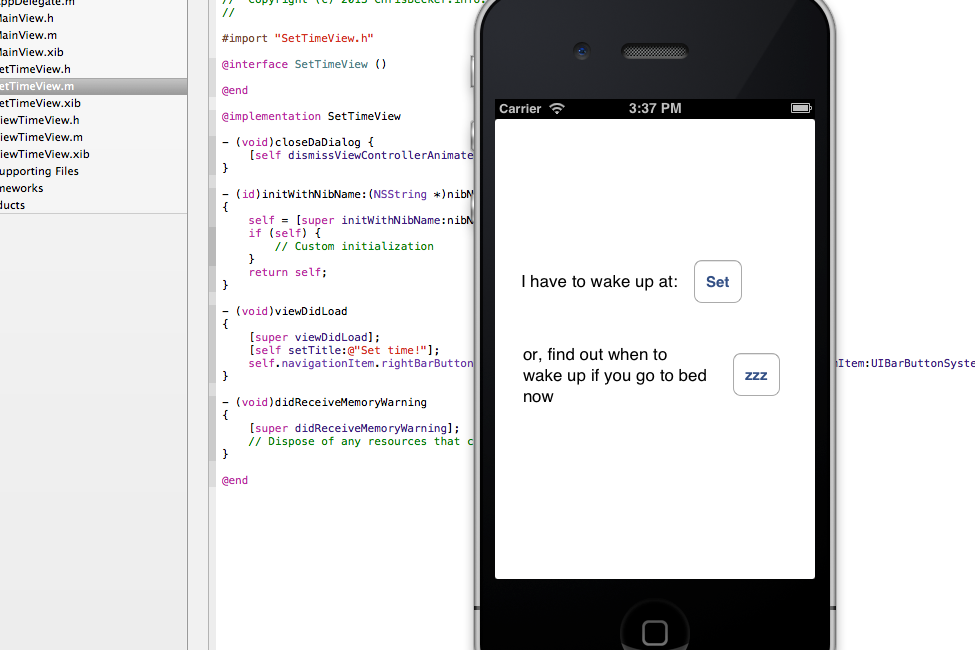 ppDelegate.m
MainView.h
MainView.m
MainView.xib
etTimeView.h
etTimeView.m
etTimeView.xib
iewTimeView.h
iewTimeView.m
iewTimeView.xib
upporting Files
meworks
ducts
//  Copyright (c) 2013 ChrisBecker.info.
//
#import "SetTimeView.h"
@interface SetTimeView ()
@end
@implementation SetTimeView
- (void)closeDaDialog {
[self dismissViewControllerAnimate
}
- (id)initWithNibName:(NSString *)nibN
{
self = [super initWithNibName:nibN
if (self) {
// Custom initialization
}
return self;
}
- (void)viewDidLoad
{
[super viewDidLoad];
[self setTitle:@"Set time!"];
self.navigationItem.rightBarButton
mItem:UIBarButtonSyste
}
- (void)didReceiveMemoryWarning
{
[super didReceiveMemoryWarning];
// Dispose of any resources that c
}
@end
Carrier 3:37 PM
I have to wake up at: Set
or, find out when to
wake up if you go to bed
now
zzz